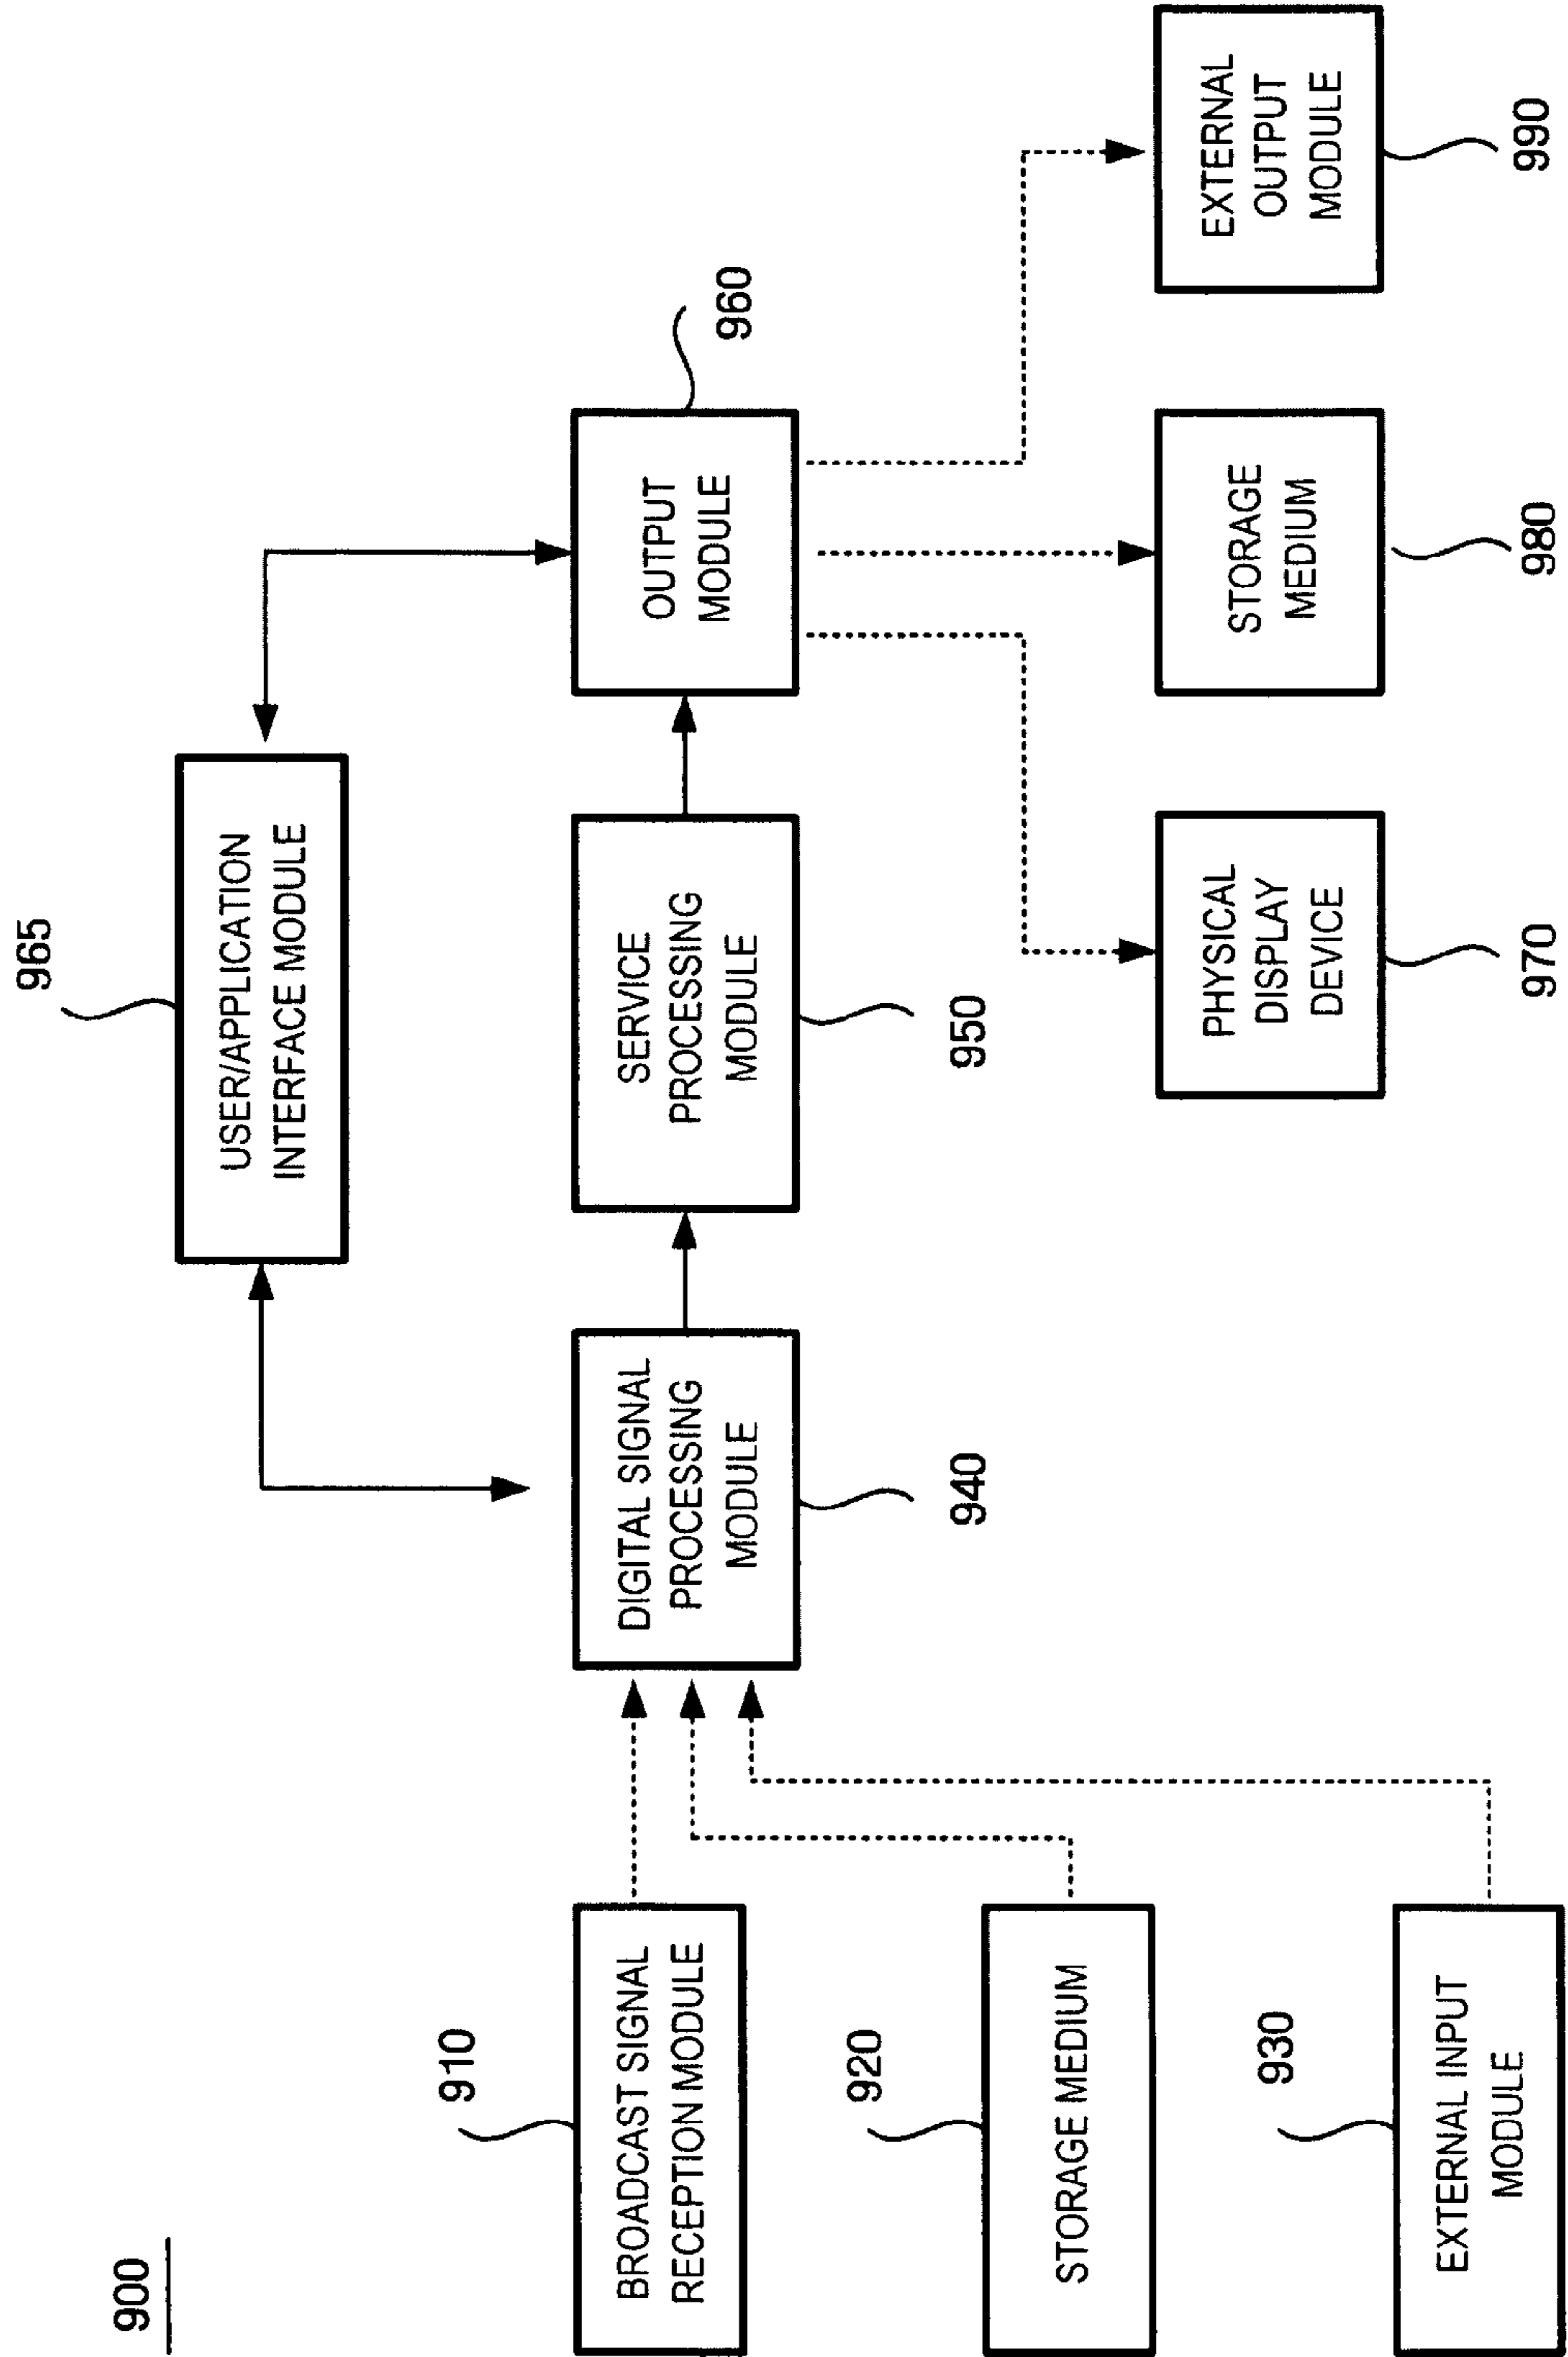 900
965
USER/APPLICATION
INTERFACE MODULE
910
BROADCAST SIGNAL
RECEPTION MODULE
DIGITAL SIGNAL
PROCESSING
MODULE
940
SERVICE
PROCESSING
MODULE
950
OUTPUT
MODULE
960
920
STORAGE MEDIUM
930
EXTERNAL INPUT
MODULE
PHYSICAL
DISPLAY
DEVICE
970
STORAGE
MEDIUM
980
EXTERNAL
OUTPUT
MODULE
990